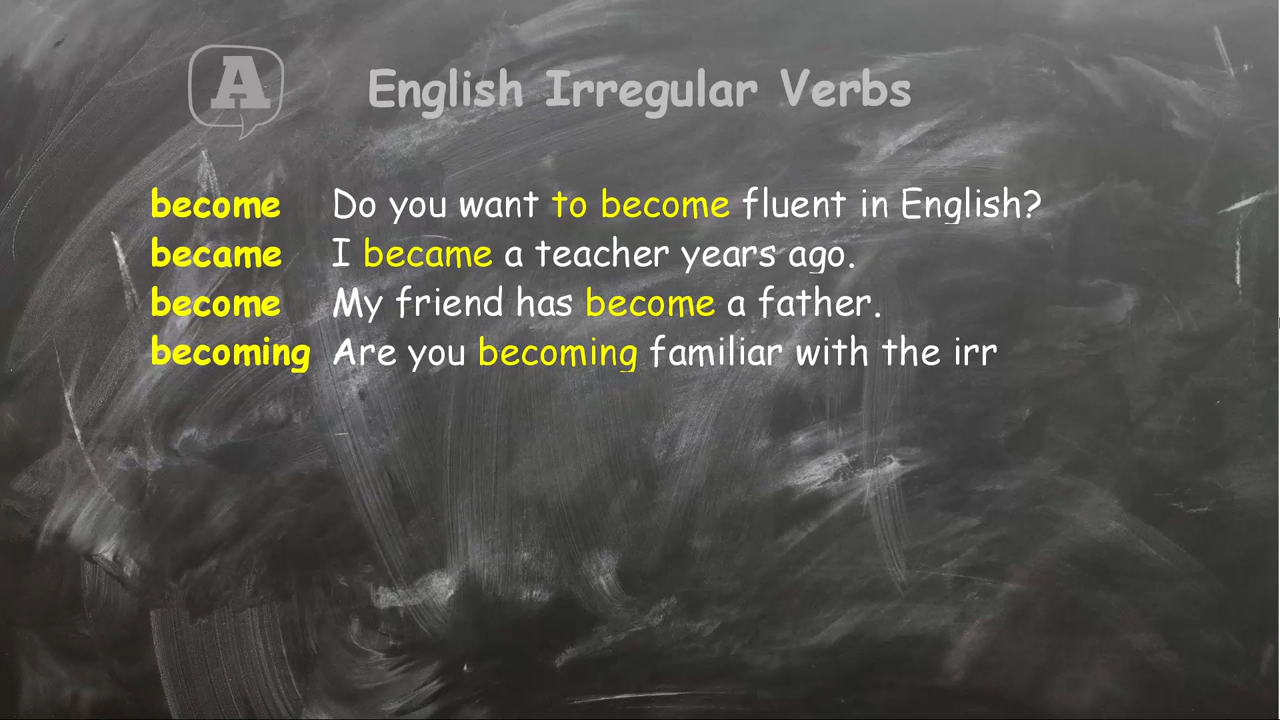 A English Irregular Verbs
become Do you want to become fluent in English?
became I became a teacher years ago.
become My friend has become a father.
becoming Are you becoming familiar with the irr